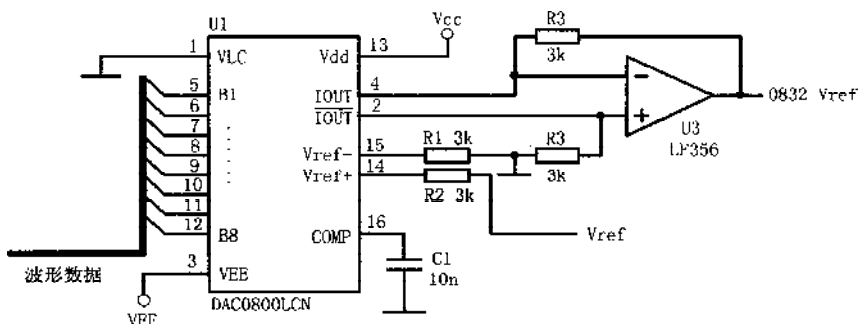 U1
1 VLC
5 B1
6
7
8
9
10
11
12 B8
3 VEE
VEE
波形数据
DAC0800LCN
Vdd 13
Vcc
IOUT 4
IOUT 2
Vref- 15
Vref+ 14
COMP 16
R1 3k
R2 3k
R3
3k
R3
3k
C1
10n
Vref
-
+
U3
LF356
0832 Vref